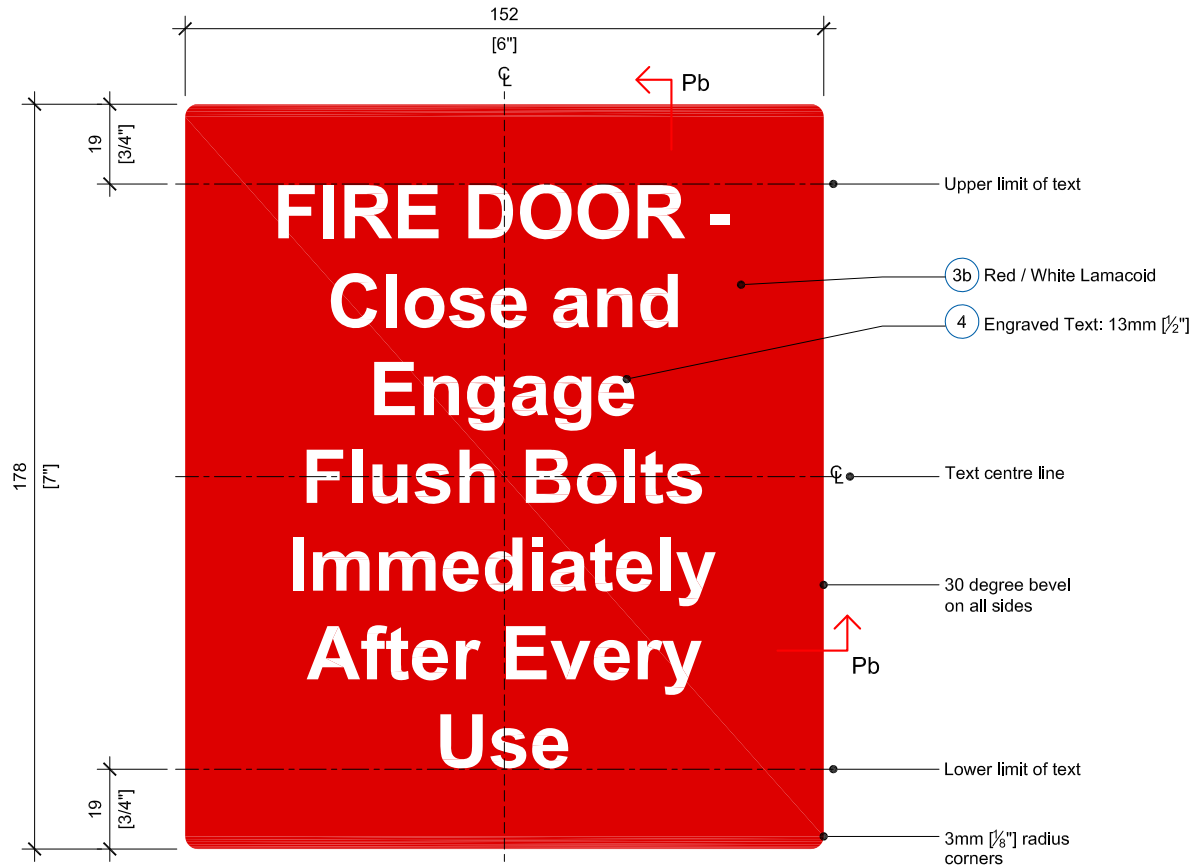 152
[6"]
℄
Pb
19
[3/4"]
Upper limit of text
FIRE DOOR -
Close and
Engage
Flush Bolts
Immediately
After Every
Use
3b Red / White Lamacoid
4 Engraved Text: 13mm [½"]
178
[7"]
℄
Text centre line
30 degree bevel
on all sides
Pb
Lower limit of text
19
[3/4"]
3mm [⅛"] radius
corners